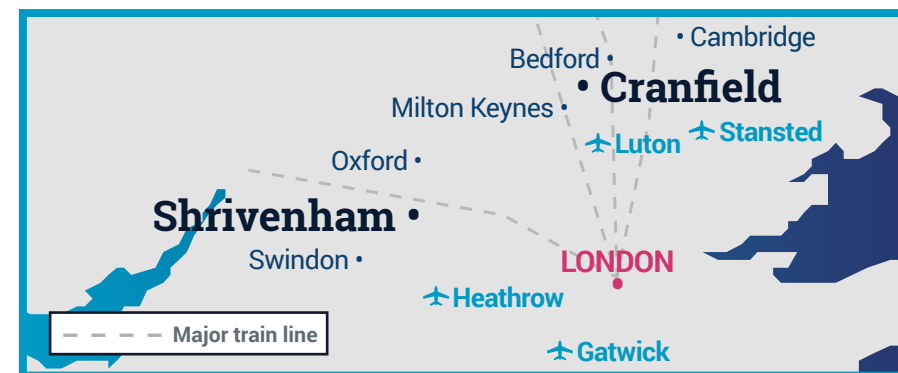 Cambridge
Bedford
Cranfield
Milton Keynes
Stansted
Luton
Oxford
Shrivenham
Swindon
LONDON
Heathrow
Major train line
Gatwick